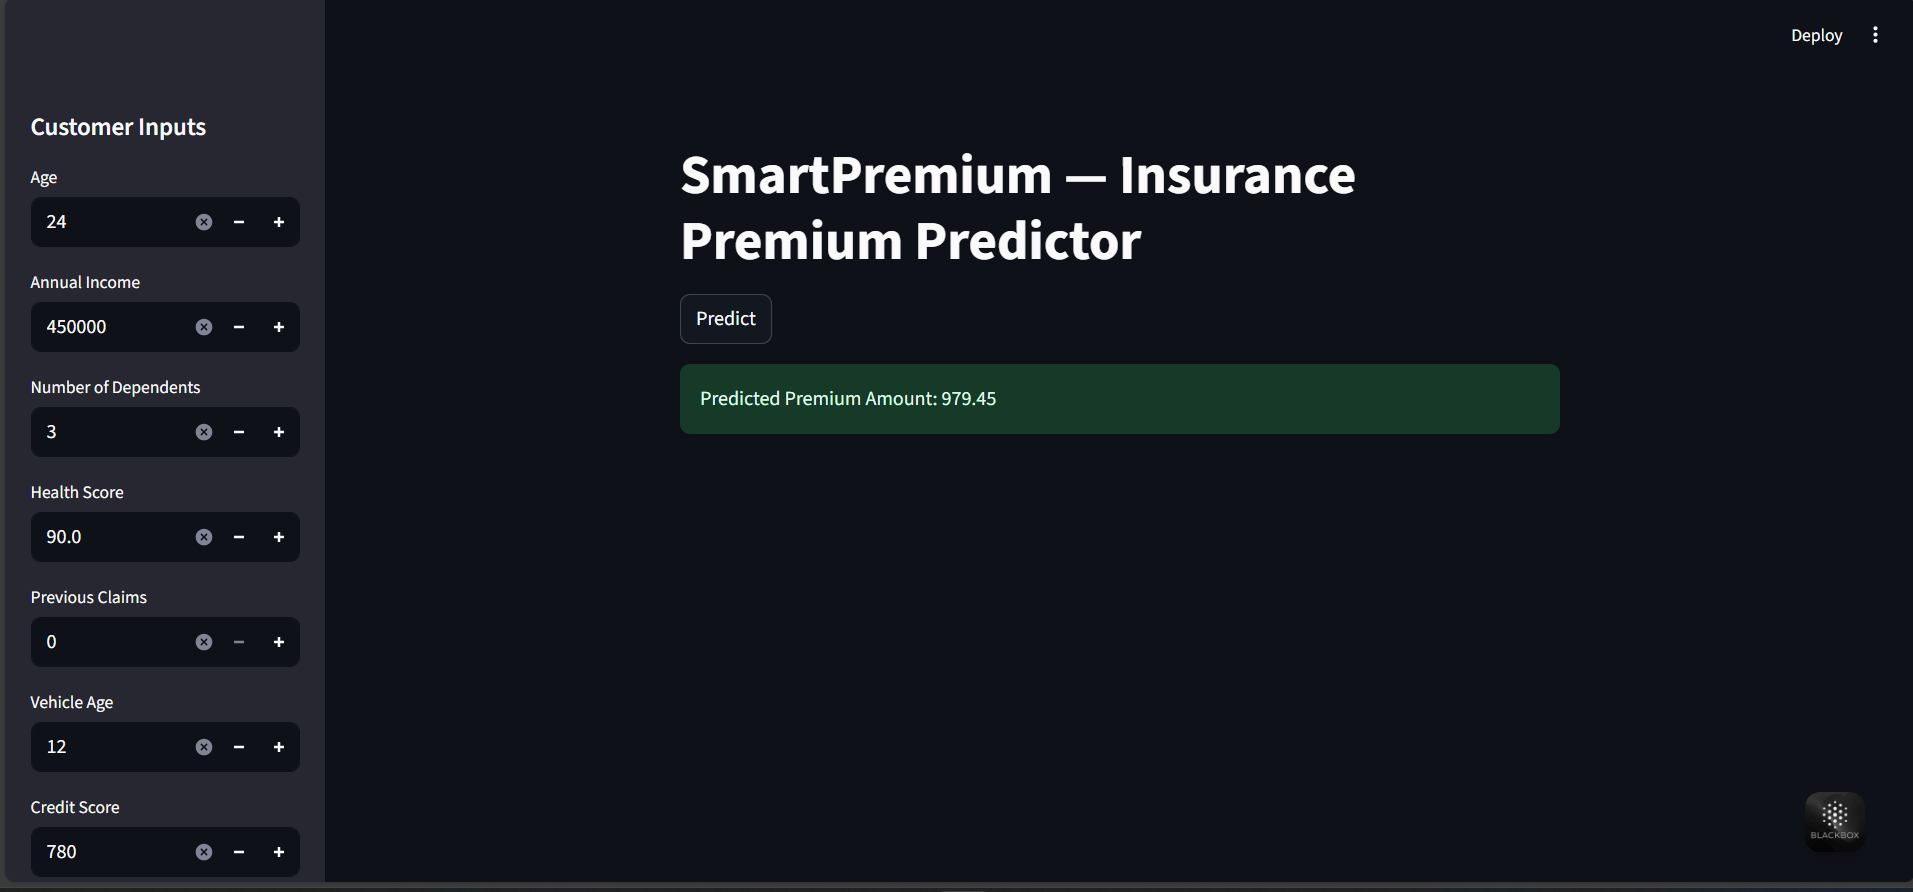 Deploy
Customer Inputs
Age
24
Annual Income
450000
Number of Dependents
3
Health Score
90.0
Previous Claims
0
Vehicle Age
12
Credit Score
780
SmartPremium — Insurance
Premium Predictor
Predict
Predicted Premium Amount: 979.45
BLACKBOX